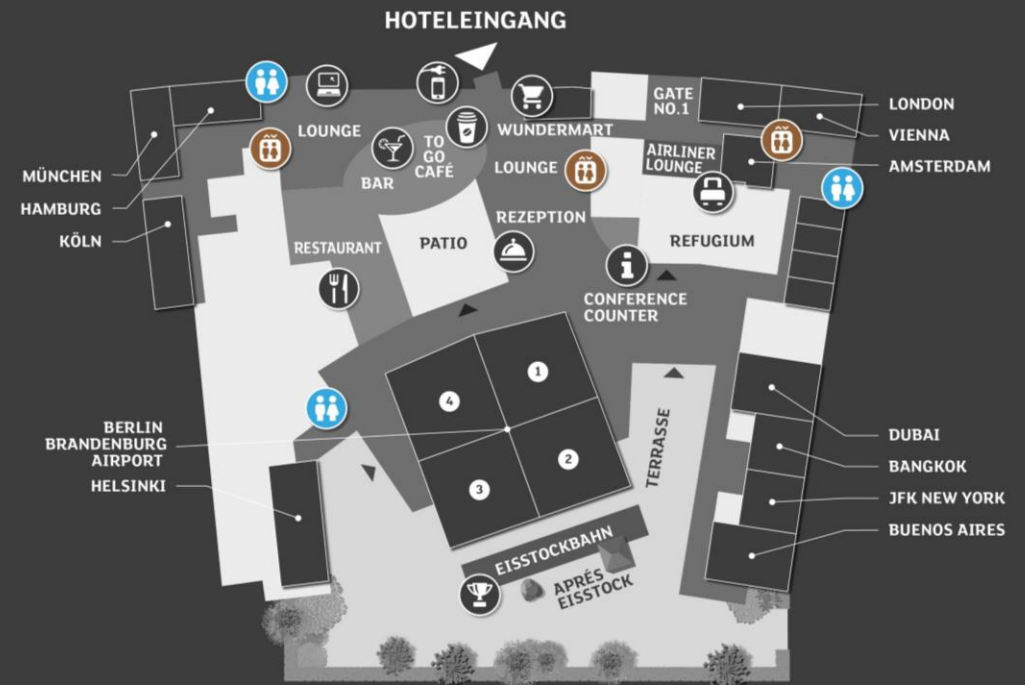 HOTELEINGANG
LOUNGE
BAR
TO
GO
CAFÉ
WUNDERMART
LOUNGE
GATE
NO.1
AIRLINER
LOUNGE
LONDON
VIENNA
AMSTERDAM
MÜNCHEN
HAMBURG
KÖLN
RESTAURANT
PATIO
REZEPTION
REFUGIUM
CONFERENCE
COUNTER
1
4
2
3
BERLIN
BRANDENBURG
AIRPORT
HELSINKI
TERRASSE
DUBAI
BANGKOK
JFK NEW YORK
BUENOS AIRES
EISSTOCKBAHN
APRÉS
EISSTOCK